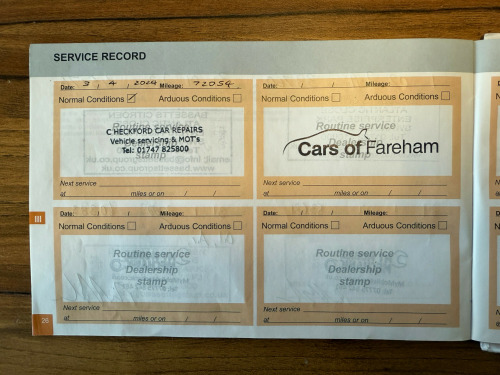 SERVICE RECORD
Date: 3 / 4 / 2024 Mileage: 72054
Normal Conditions ☑ Arduous Conditions ☐
C HECKFORD CAR REPAIRS
Vehicle servicing & MOT's
Tel: 01747 825800
stamp
Next service
at miles or on / /
Date: / / Mileage:
Normal Conditions ☐ Arduous Conditions ☐
Routine service
Cars of Fareham
stamp
Next service
at miles or on / /
III
Date: / / Mileage:
Normal Conditions ☐ Arduous Conditions ☐
Routine service
Dealership
stamp
Next service
at miles or on / /
Date: / / Mileage:
Normal Conditions ☐ Arduous Conditions ☐
Routine service
Dealership
stamp
Next service
at miles or on / /
26